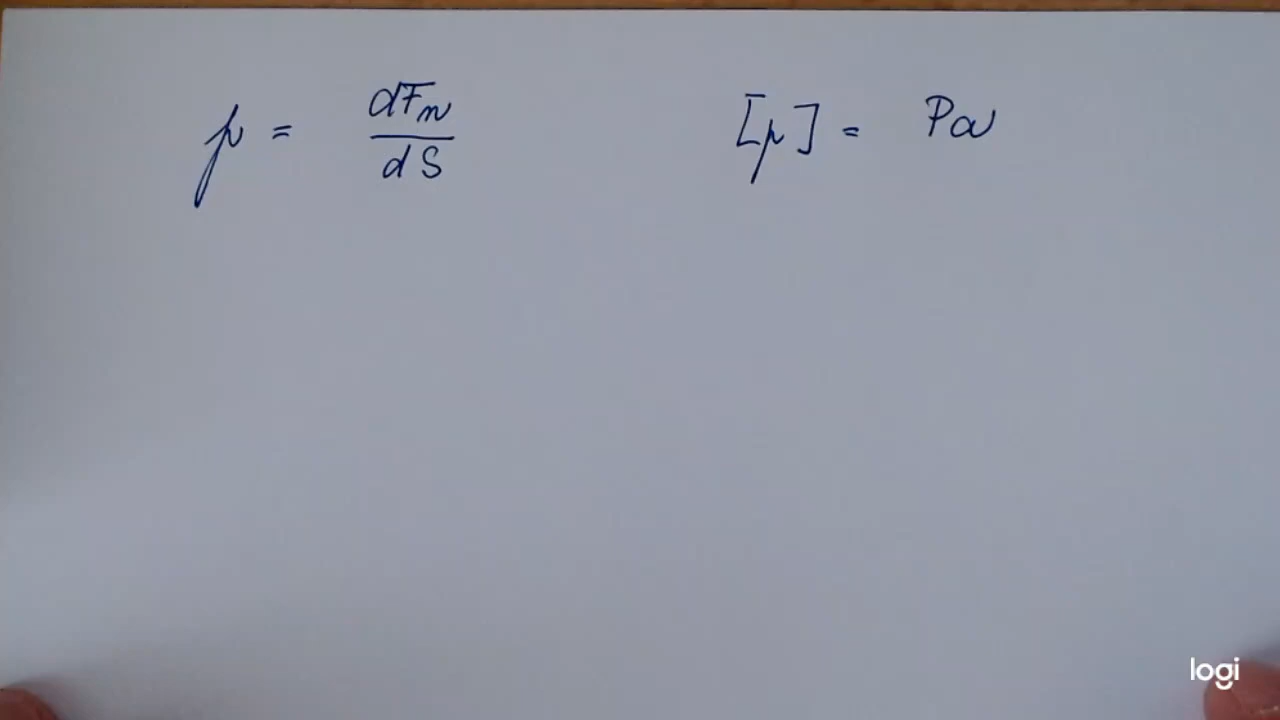 p = dFn/dS [p] = Pa
logi